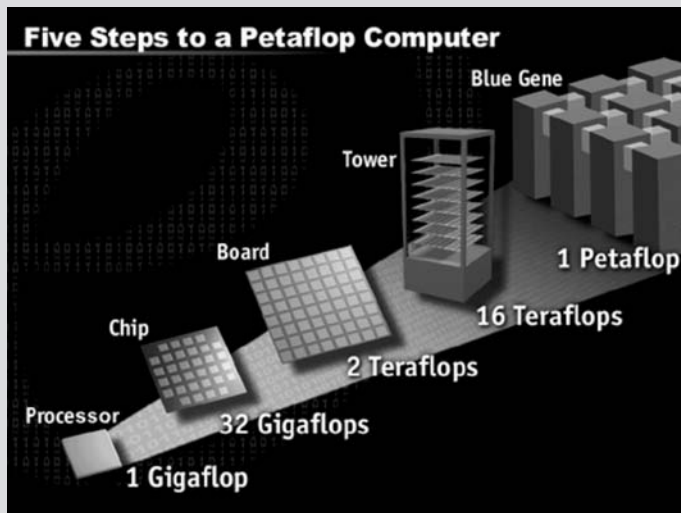 Five Steps to a Petaflop Computer
Blue Gene
Tower
1 Petaflop
Board
16 Teraflops
Chip
2 Teraflops
Processor
32 Gigaflops
1 Gigaflop